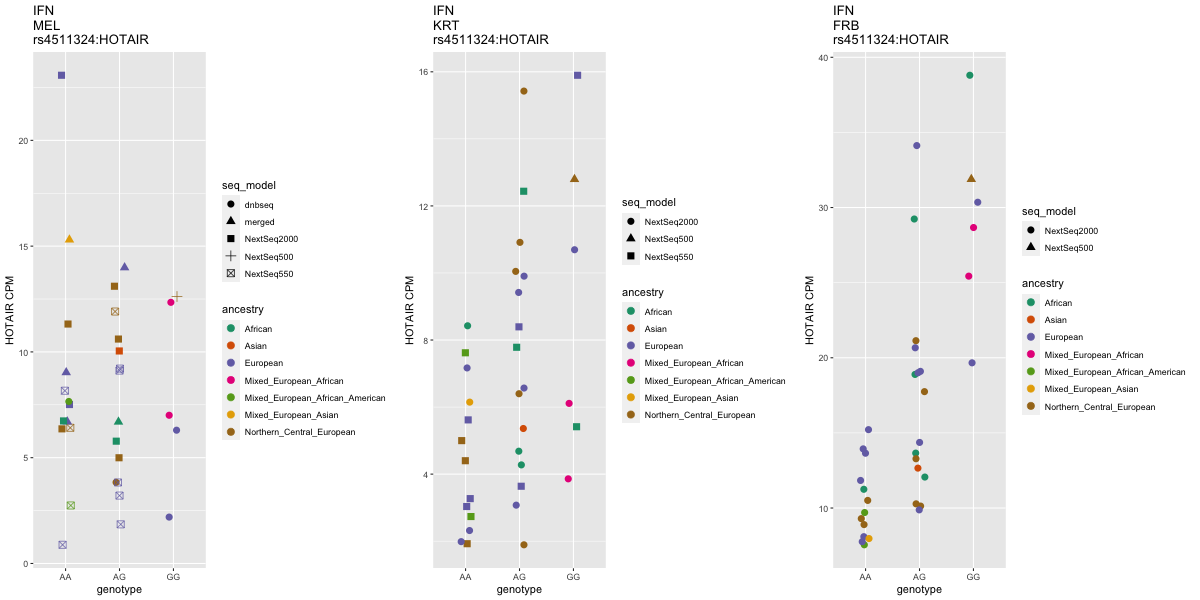 IFN
MEL
rs4511324:HOTAIR
HOTAIR CPM
20
15
10
5
0
AA
AG
GG
genotype
seq_model
dnbseq
merged
NextSeq2000
NextSeq500
NextSeq550
ancestry
African
Asian
European
Mixed_European_African
Mixed_European_African_American
Mixed_European_Asian
Northern_Central_European
IFN
KRT
rs4511324:HOTAIR
HOTAIR CPM
16
12
8
4
AA
AG
GG
genotype
seq_model
NextSeq2000
NextSeq500
NextSeq550
ancestry
African
Asian
European
Mixed_European_African
Mixed_European_African_American
Mixed_European_Asian
Northern_Central_European
IFN
FRB
rs4511324:HOTAIR
HOTAIR CPM
40
30
20
10
AA
AG
GG
genotype
seq_model
NextSeq2000
NextSeq500
ancestry
African
Asian
European
Mixed_European_African
Mixed_European_African_American
Mixed_European_Asian
Northern_Central_European